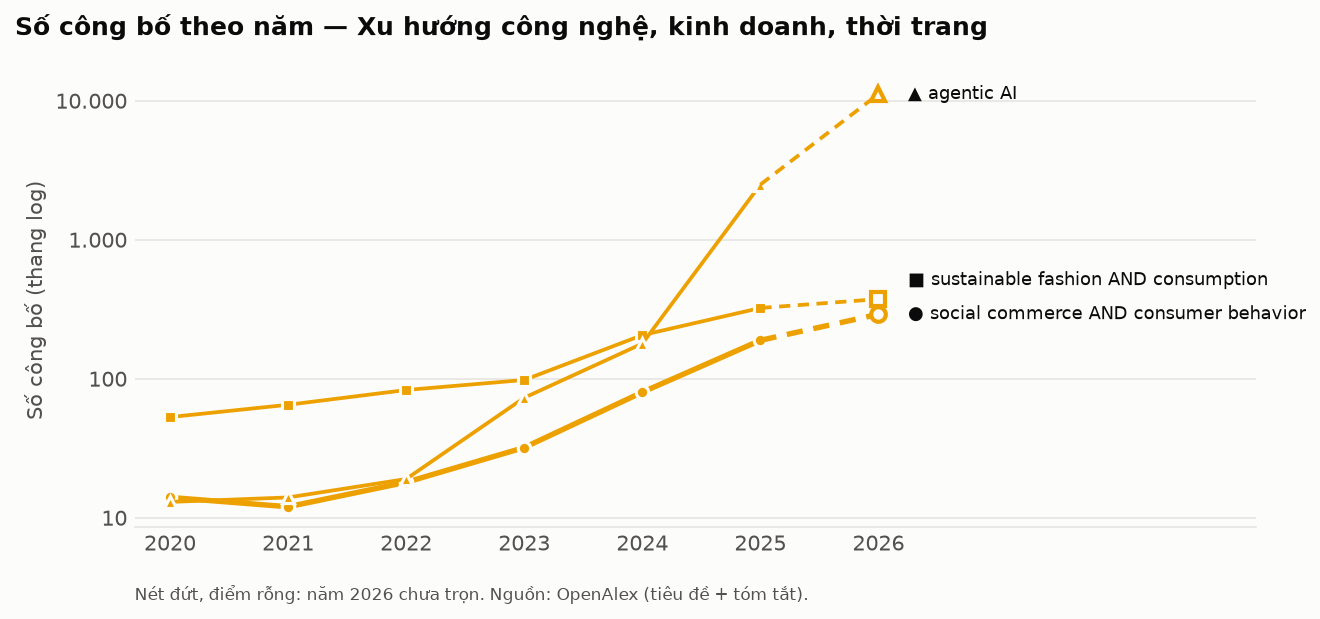 Số công bố theo năm — Xu hướng công nghệ, kinh doanh, thời trang
Số công bố (thang log)
10.000
1.000
100
10
2020 2021 2022 2023 2024 2025 2026
▲ agentic AI
■ sustainable fashion AND consumption
● social commerce AND consumer behavior
Nét đứt, điểm rỗng: năm 2026 chưa trọn. Nguồn: OpenAlex (tiêu đề + tóm tắt).